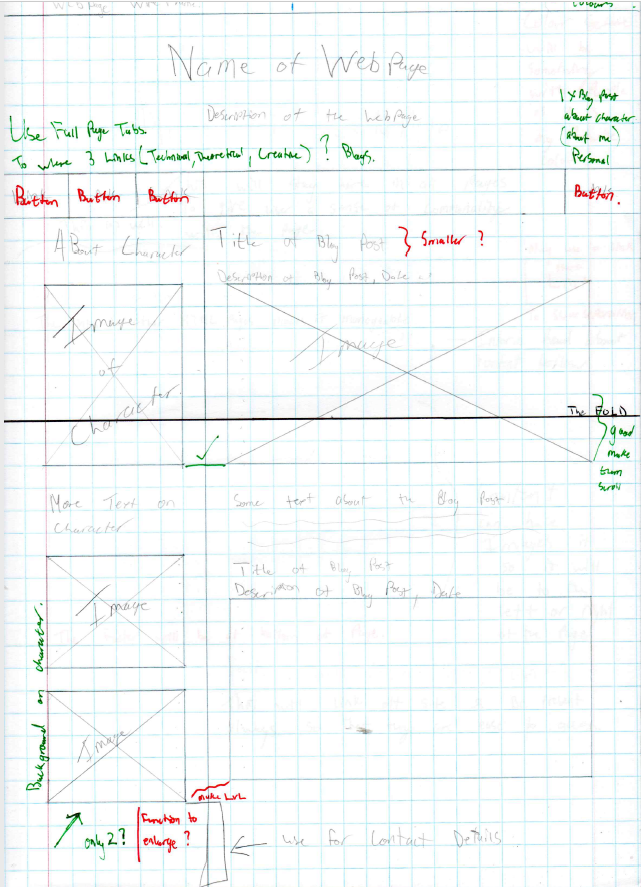 Web Page
Colours
Name of WebPage
Description of the WebPage
Use Full Page Tabs.
To where 3 Links (Technical, Theoretical, Creative) ? Blogs.
1 x Blog Post
about character
(about me)
Personal
Button
Button
Button
Button.
About Character
Title of Blog Post } Smaller ?
Description of Blog Post, Date
Image
of
Character.
Image
The FOLD
good
make
them
scroll
More Text on
Character
Some text about the Blog Post
Title of Blog Post
Description of Blog Post, Date
Image
Image
Background on character.
make LvL
only 2?
Function to
enlarge ?
Use for Contact Details